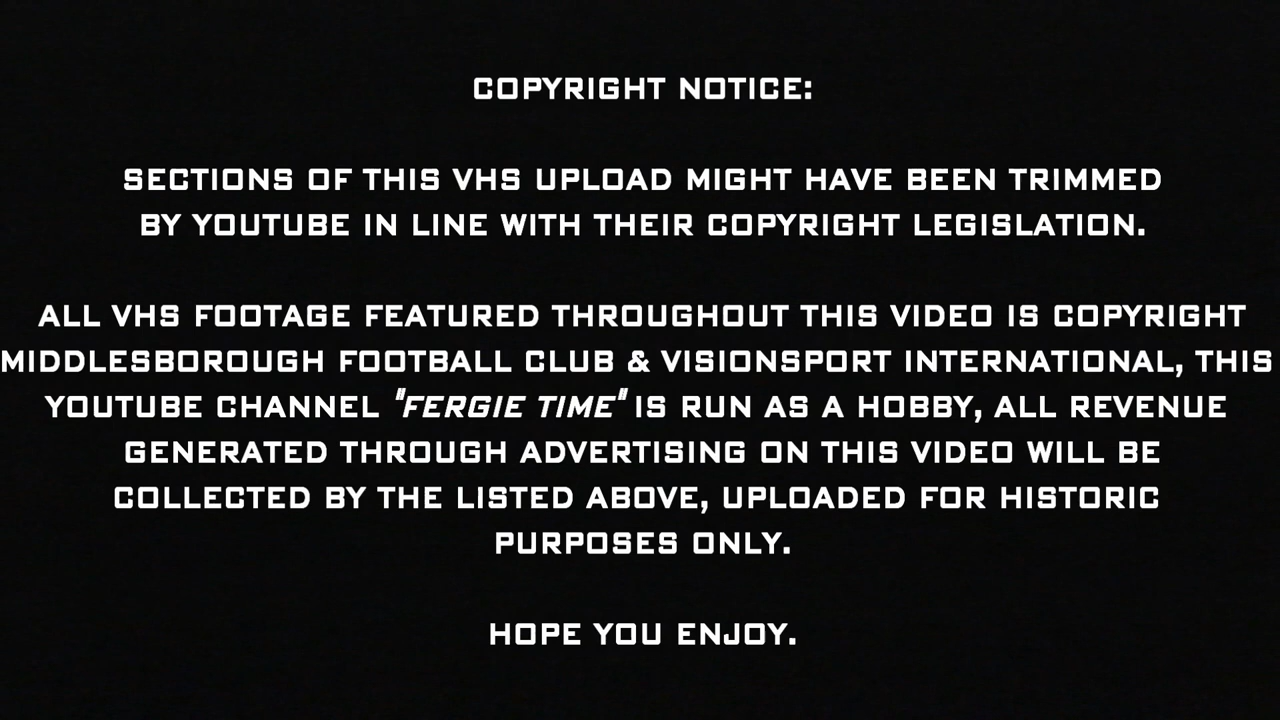 COPYRIGHT NOTICE:
SECTIONS OF THIS VHS UPLOAD MIGHT HAVE BEEN TRIMMED
BY YOUTUBE IN LINE WITH THEIR COPYRIGHT LEGISLATION.
ALL VHS FOOTAGE FEATURED THROUGHOUT THIS VIDEO IS COPYRIGHT
MIDDLESBOROUGH FOOTBALL CLUB & VISIONSPORT INTERNATIONAL, THIS
YOUTUBE CHANNEL "FERGIE TIME" IS RUN AS A HOBBY, ALL REVENUE
GENERATED THROUGH ADVERTISING ON THIS VIDEO WILL BE
COLLECTED BY THE LISTED ABOVE, UPLOADED FOR HISTORIC
PURPOSES ONLY.
HOPE YOU ENJOY.